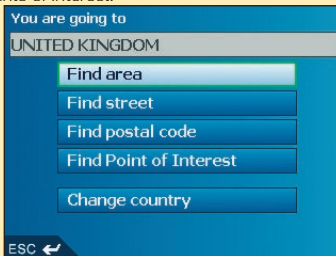 You are going to
UNITED KINGDOM
Find area
Find street
Find postal code
Find Point of Interest
Change country
ESC